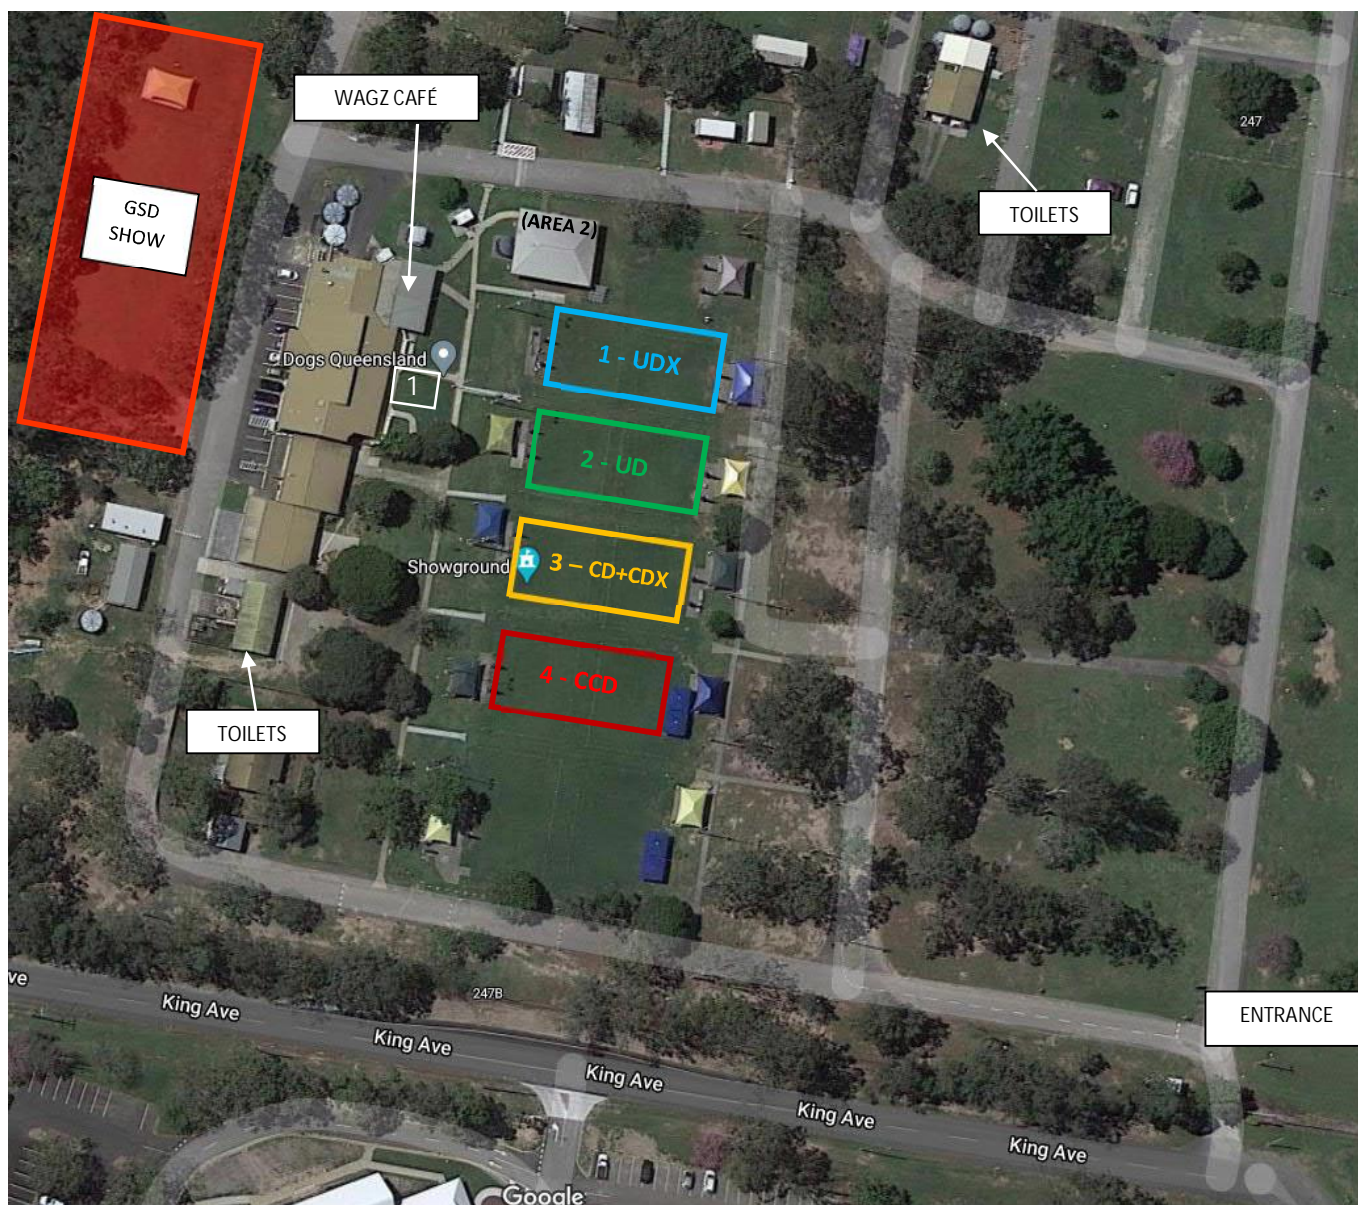 WAGZ CAFÉ
247
GSD
SHOW
TOILETS
(AREA 2)
1 - UDX
Dogs Queensland
1
2 - UD
Showground
3 – CD+CDX
4 - CCD
TOILETS
247B
ENTRANCE
ve
King Ave
King Ave
King Ave
King Ave
King Ave
Google